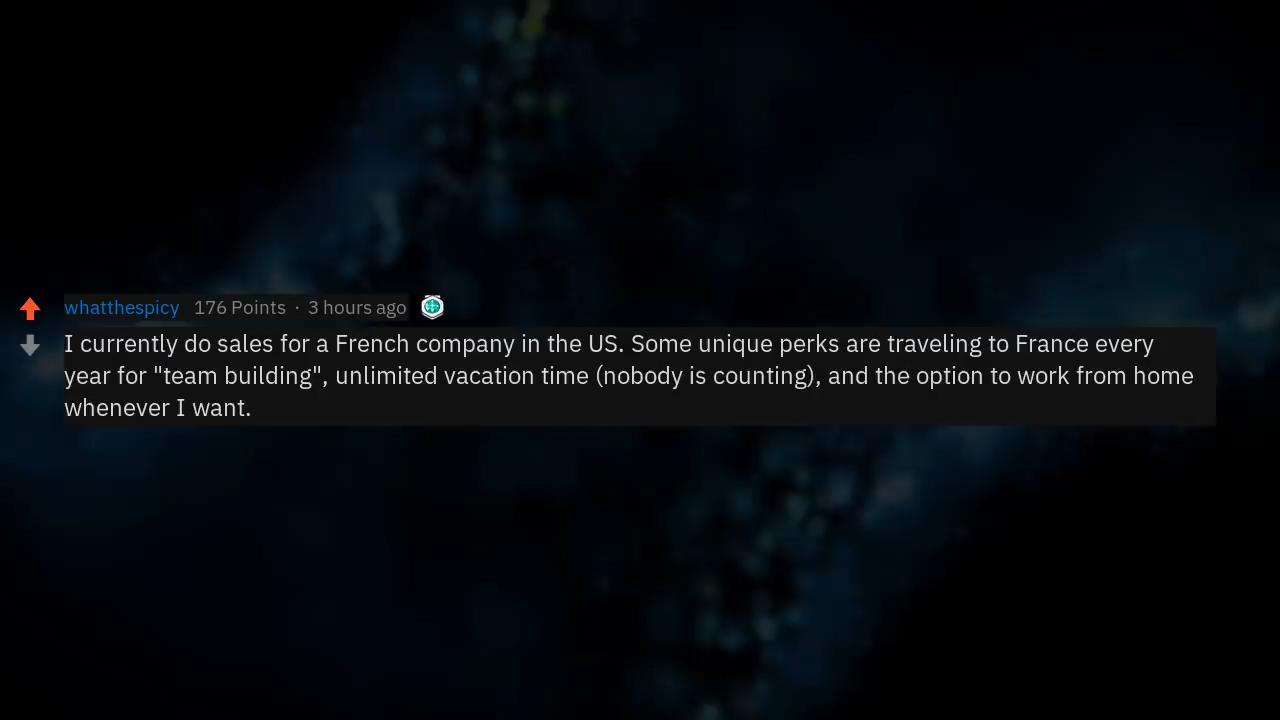 whatthespicy 176 Points · 3 hours ago
I currently do sales for a French company in the US. Some unique perks are traveling to France every
year for "team building", unlimited vacation time (nobody is counting), and the option to work from home
whenever I want.